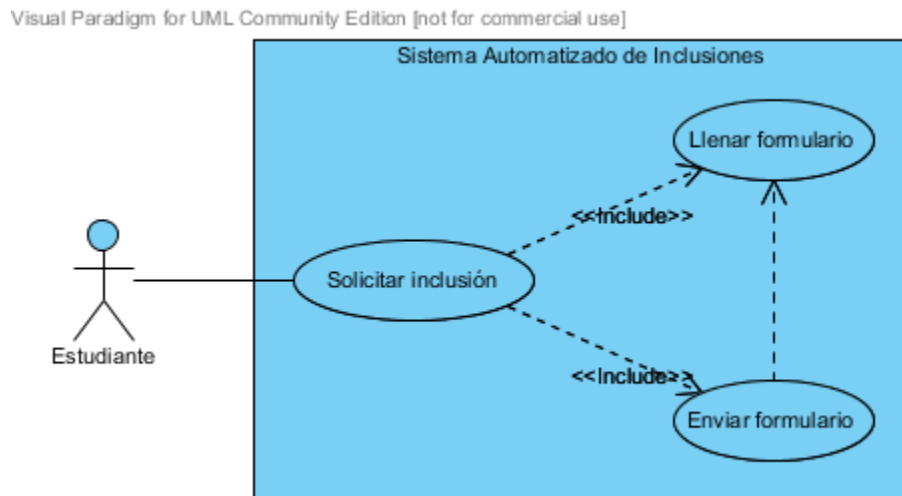 Visual Paradigm for UML Community Edition [not for commercial use]
Sistema Automatizado de Inclusiones
Llenar formulario
<<Include>>
Solicitar inclusión
Estudiante
<<Include>>
Enviar formulario